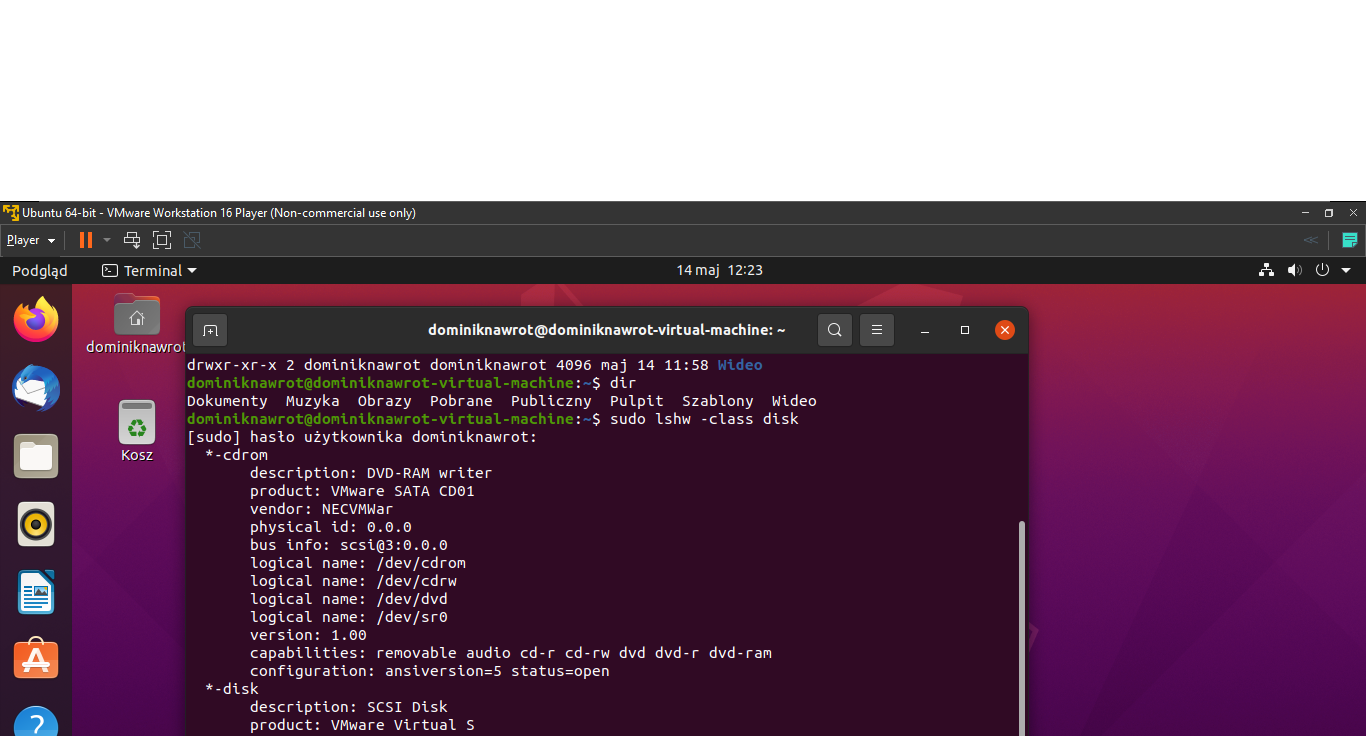 Ubuntu 64-bit - VMware Workstation 16 Player (Non-commercial use only)
Player
Podgląd Terminal 14 maj 12:23
dominiknawrot
Kosz
dominiknawrot@dominiknawrot-virtual-machine: ~
drwxr-xr-x 2 dominiknawrot dominiknawrot 4096 maj 14 11:58 Wideo
dominiknawrot@dominiknawrot-virtual-machine:~$ dir
Dokumenty Muzyka Obrazy Pobrane Publiczny Pulpit Szablony Wideo
dominiknawrot@dominiknawrot-virtual-machine:~$ sudo lshw -class disk
[sudo] hasło użytkownika dominiknawrot:
*-cdrom
description: DVD-RAM writer
product: VMware SATA CD01
vendor: NECVMWar
physical id: 0.0.0
bus info: scsi@3:0.0.0
logical name: /dev/cdrom
logical name: /dev/cdrw
logical name: /dev/dvd
logical name: /dev/sr0
version: 1.00
capabilities: removable audio cd-r cd-rw dvd dvd-r dvd-ram
configuration: ansiversion=5 status=open
*-disk
description: SCSI Disk
product: VMware Virtual S